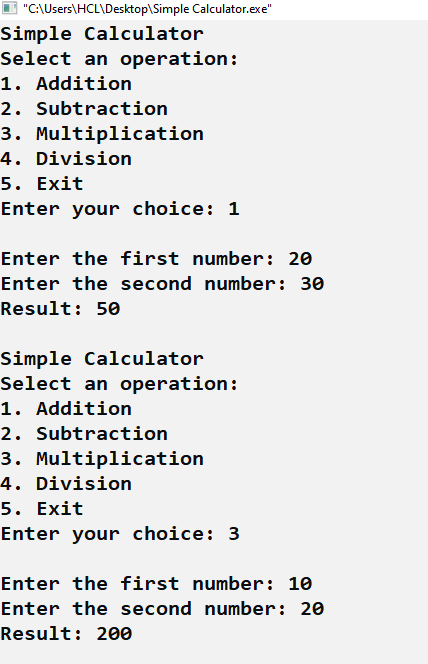 "C:\Users\HCL\Desktop\Simple Calculator.exe"
Simple Calculator
Select an operation:
1. Addition
2. Subtraction
3. Multiplication
4. Division
5. Exit
Enter your choice: 1
Enter the first number: 20
Enter the second number: 30
Result: 50
Simple Calculator
Select an operation:
1. Addition
2. Subtraction
3. Multiplication
4. Division
5. Exit
Enter your choice: 3
Enter the first number: 10
Enter the second number: 20
Result: 200